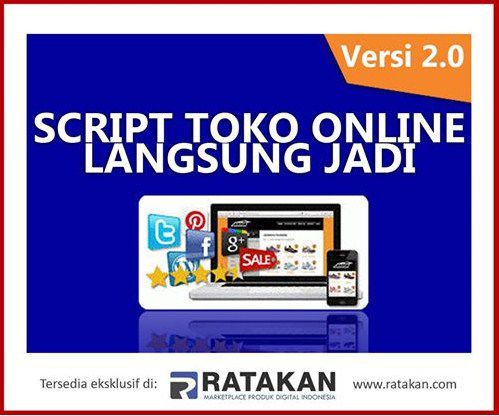 Versi 2.0
SCRIPT TOKO ONLINE
LANGSUNG JADI
g+
SALE
Tersedia eksklusif di:
RATAKAN
MARKETPLACE PRODUK DIGITAL INDONESIA
www.ratakan.com